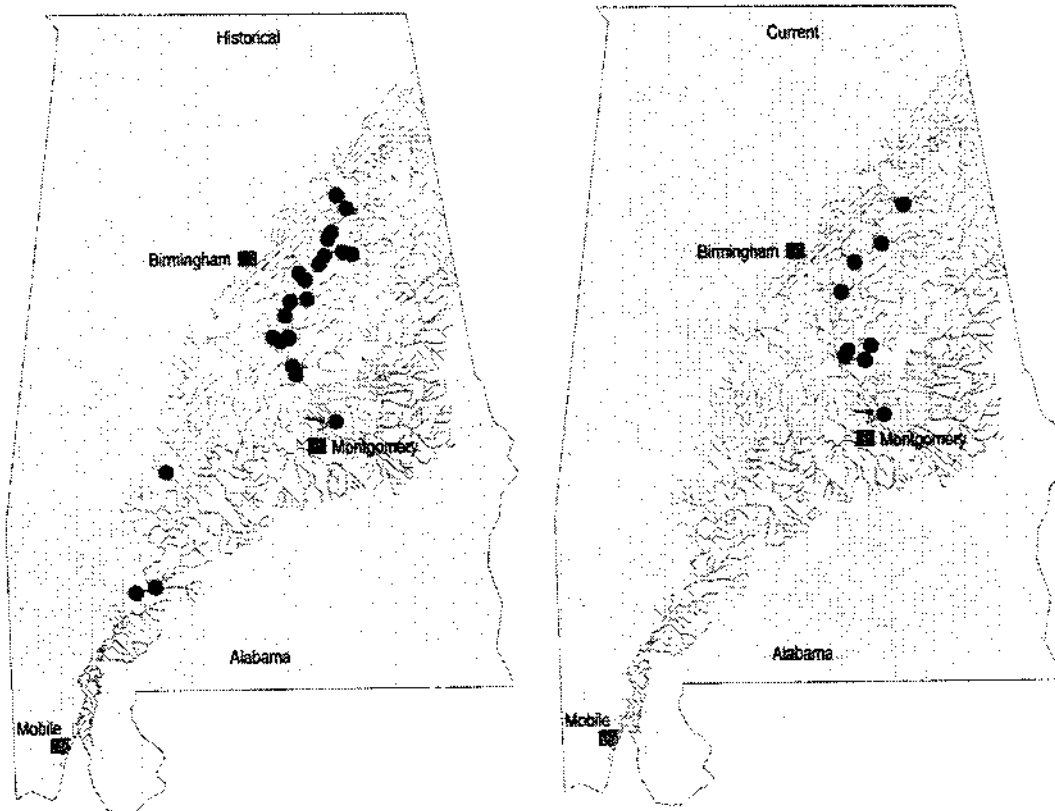 Historical
Birmingham
Montgomery
Alabama
Mobile
Current
Birmingham
Montgomery
Alabama
Mobile